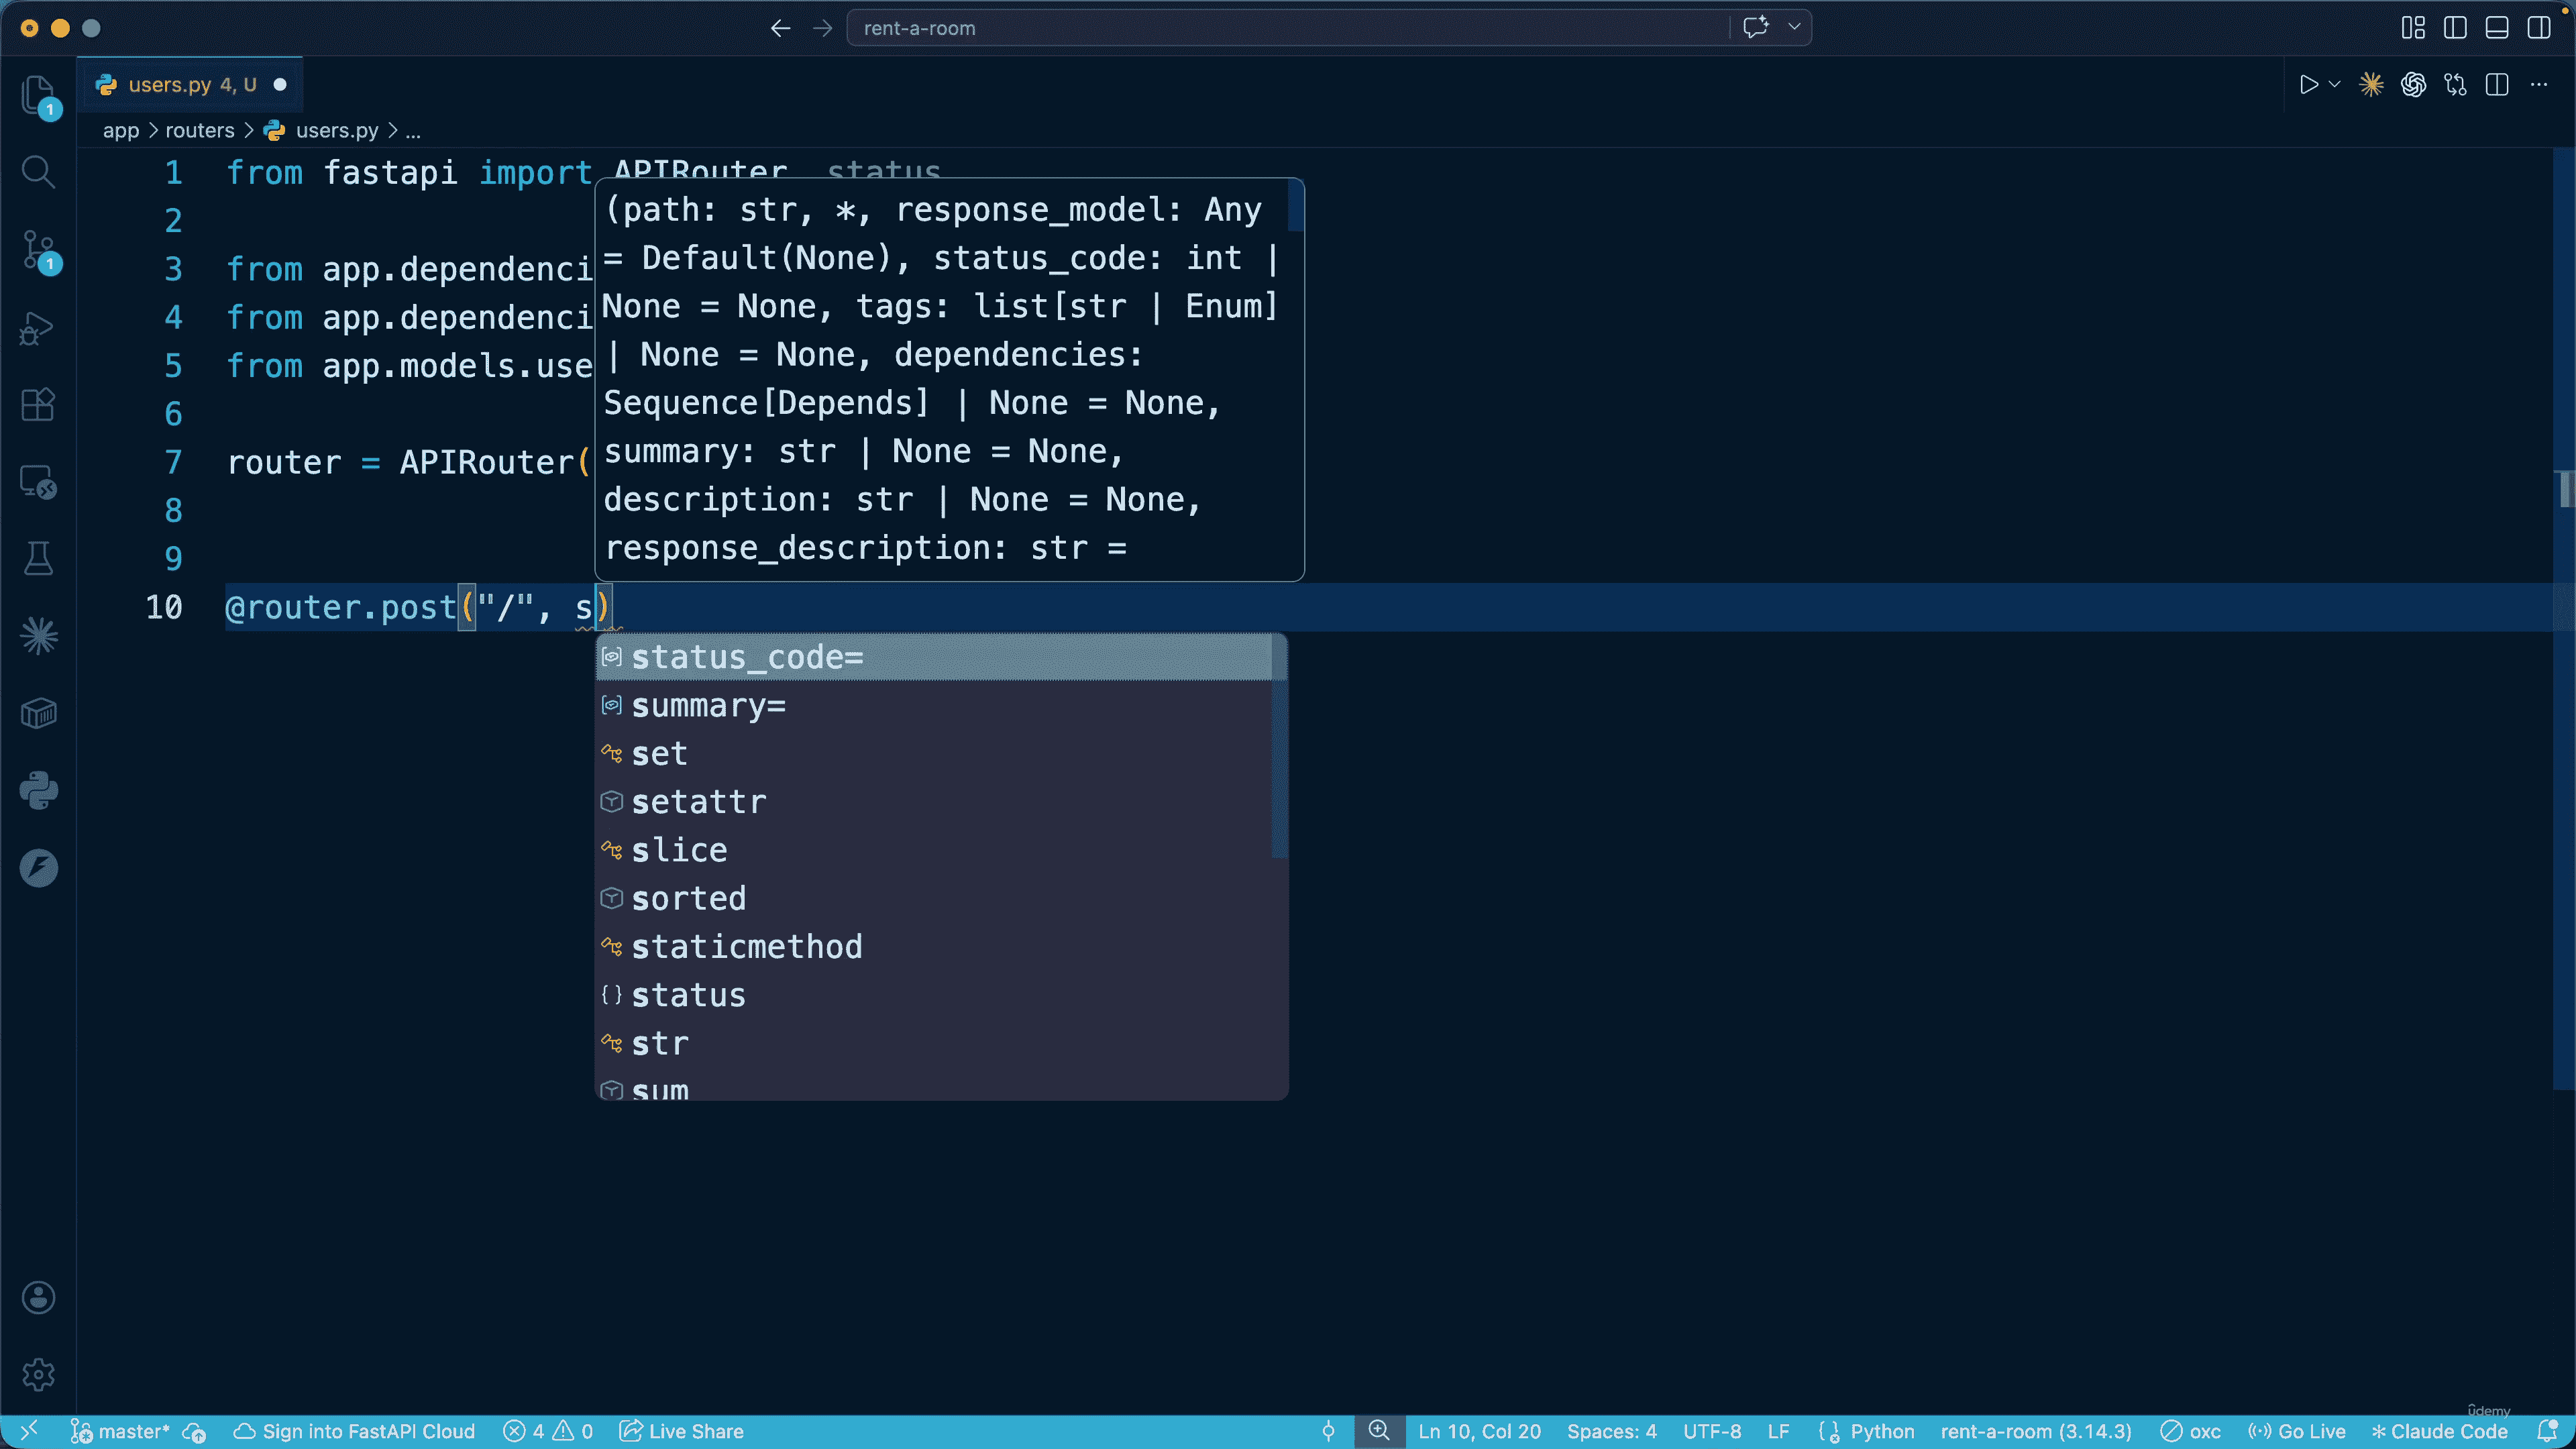 rent-a-room
users.py 4, U
app > routers > users.py > ...
1 from fastapi import APIRouter, status
2
3 from app.dependenci
4 from app.dependenci
5 from app.models.use
6
7 router = APIRouter(
8
9
10 @router.post("/", s)
(path: str, *, response_model: Any
= Default(None), status_code: int |
None = None, tags: list[str | Enum]
| None = None, dependencies:
Sequence[Depends] | None = None,
summary: str | None = None,
description: str | None = None,
response_description: str =
status_code=
summary=
set
setattr
slice
sorted
staticmethod
status
str
sum
1
1
udemy
master* Sign into FastAPI Cloud 4 0 Live Share Ln 10, Col 20 Spaces: 4 UTF-8 LF Python rent-a-room (3.14.3) oxc Go Live Claude Code